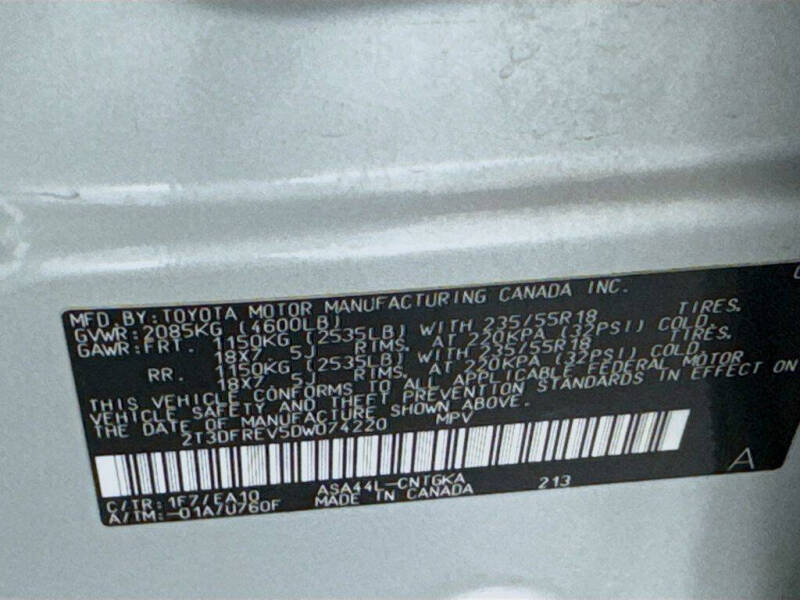 MFD.BY:TOYOTA MOTOR MANUFACTURING CANADA INC.
GVWR:2085KG (4600LB)
GAWR:FRT. 1150KG (2535LB) WITH 235/55R18 TIRES.
18X7. 5J RIMS. AT 220KPA (32PSI) COLD.
RR. 1150KG (2535LB) WITH 235/55R18 TIRES.
18X7. 5J RIMS. AT 220KPA (32PSI) COLD.
THIS VEHICLE CONFORMS TO ALL APPLICABLE FEDERAL MOTOR
VEHICLE SAFETY AND THEFT PREVENTION STANDARDS IN EFFECT ON
THE DATE OF MANUFACTURE SHOWN ABOVE.
2T3DFREV5DW074220 MPV
A
C/TR:1F7/EA10 ASA44L-CNTGKA 213
A/TM:-01A/U760F MADE IN CANADA